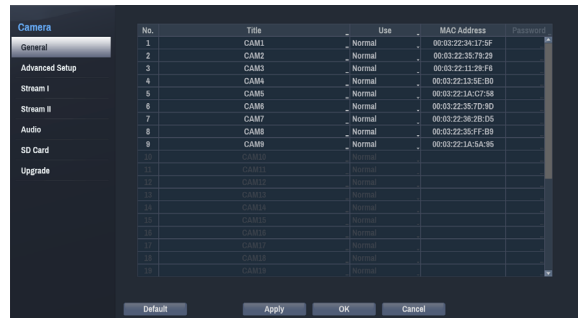 Camera
General
Advanced Setup
Stream I
Stream II
Audio
SD Card
Upgrade
No. Title Use MAC Address Password
1 CAM1 Normal 00:03:22:34:17:5F
2 CAM2 Normal 00:03:22:35:79:29
3 CAM3 Normal 00:03:22:11:28:F6
4 CAM4 Normal 00:03:22:13:5E:B0
5 CAM5 Normal 00:03:22:1A:C7:58
6 CAM6 Normal 00:03:22:35:7D:9D
7 CAM7 Normal 00:03:22:36:2B:D5
8 CAM8 Normal 00:03:22:35:FF:B9
9 CAM9 Normal 00:03:22:1A:5A:95
10 CAM10 Normal
11 CAM11 Normal
12 CAM12 Normal
13 CAM13 Normal
14 CAM14 Normal
15 CAM15 Normal
16 CAM16 Normal
17 CAM17 Normal
18 CAM18 Normal
19 CAM19 Normal
Default Apply OK Cancel